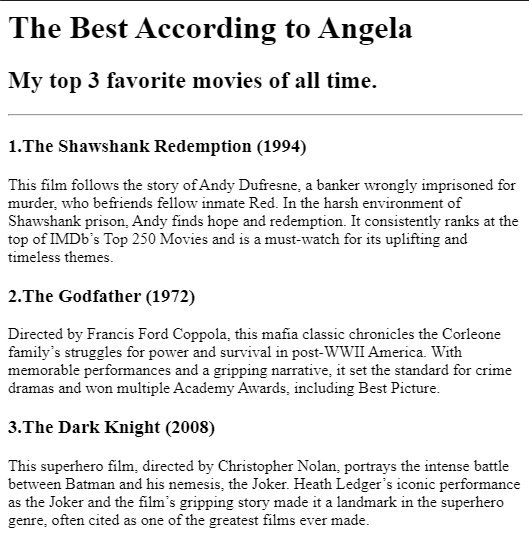 The Best According to Angela
My top 3 favorite movies of all time.
1.The Shawshank Redemption (1994)
This film follows the story of Andy Dufresne, a banker wrongly imprisoned for
murder, who befriends fellow inmate Red. In the harsh environment of
Shawshank prison, Andy finds hope and redemption. It consistently ranks at the
top of IMDb’s Top 250 Movies and is a must-watch for its uplifting and
timeless themes.
2.The Godfather (1972)
Directed by Francis Ford Coppola, this mafia classic chronicles the Corleone
family’s struggles for power and survival in post-WWII America. With
memorable performances and a gripping narrative, it set the standard for crime
dramas and won multiple Academy Awards, including Best Picture.
3.The Dark Knight (2008)
This superhero film, directed by Christopher Nolan, portrays the intense battle
between Batman and his nemesis, the Joker. Heath Ledger’s iconic performance
as the Joker and the film’s gripping story made it a landmark in the superhero
genre, often cited as one of the greatest films ever made.